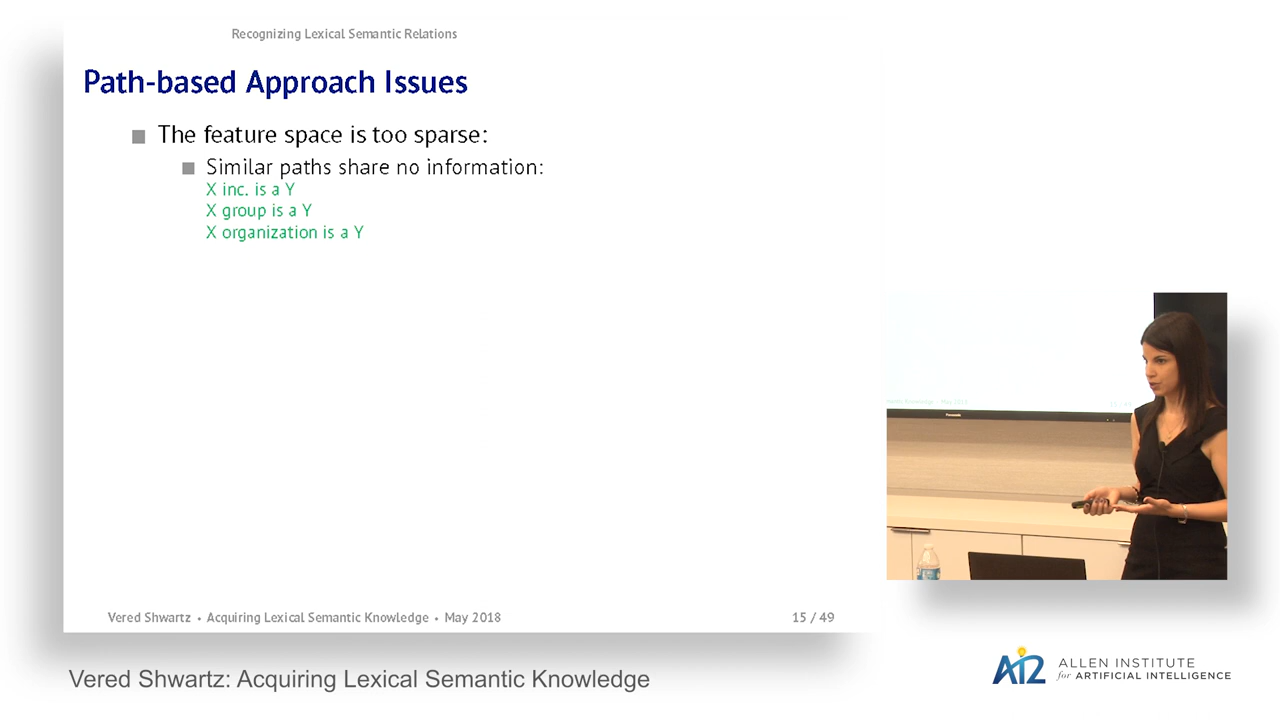 Recognizing Lexical Semantic Relations
Path-based Approach Issues
The feature space is too sparse:
Similar paths share no information:
X inc. is a Y
X group is a Y
X organization is a Y
Vered Shwartz • Acquiring Lexical Semantic Knowledge • May 2018
15 / 49
Vered Shwartz: Acquiring Lexical Semantic Knowledge
AI2
ALLEN INSTITUTE
for ARTIFICIAL INTELLIGENCE